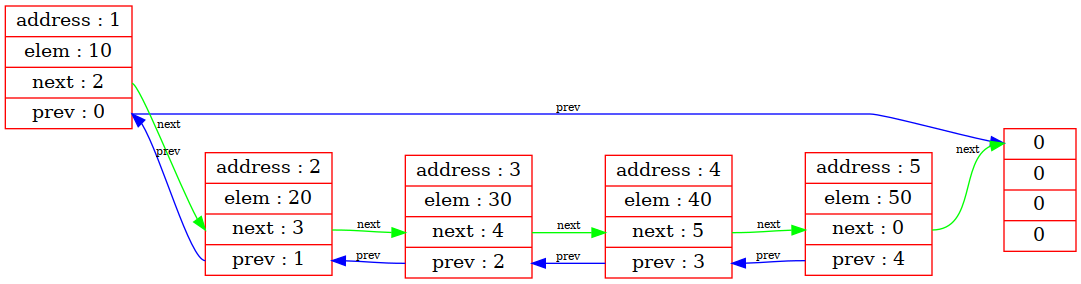 address : 1
elem : 10
next : 2
prev : 0
next
prev
prev
address : 2
elem : 20
next : 3
prev : 1
next
prev
address : 3
elem : 30
next : 4
prev : 2
next
prev
address : 4
elem : 40
next : 5
prev : 3
next
prev
address : 5
elem : 50
next : 0
prev : 4
next
0
0
0
0